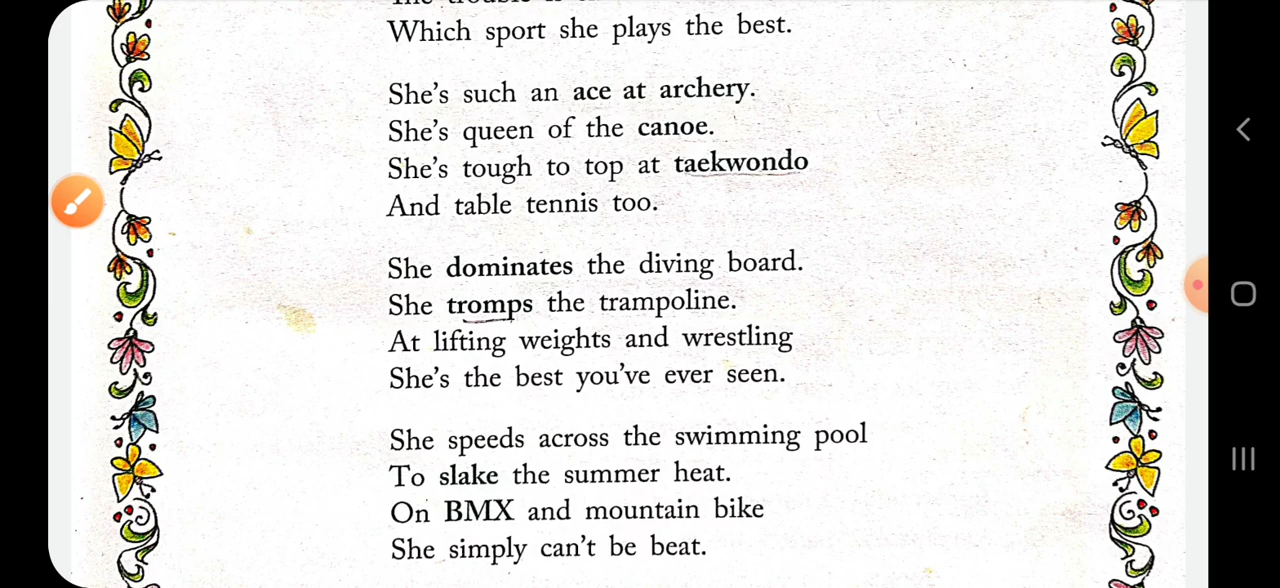 Which sport she plays the best.
She's such an ace at archery.
She's queen of the canoe.
She's tough to top at taekwondo
And table tennis too.
She dominates the diving board.
She tromps the trampoline.
At lifting weights and wrestling
She's the best you've ever seen.
She speeds across the swimming pool
To slake the summer heat.
On BMX and mountain bike
She simply can't be beat.